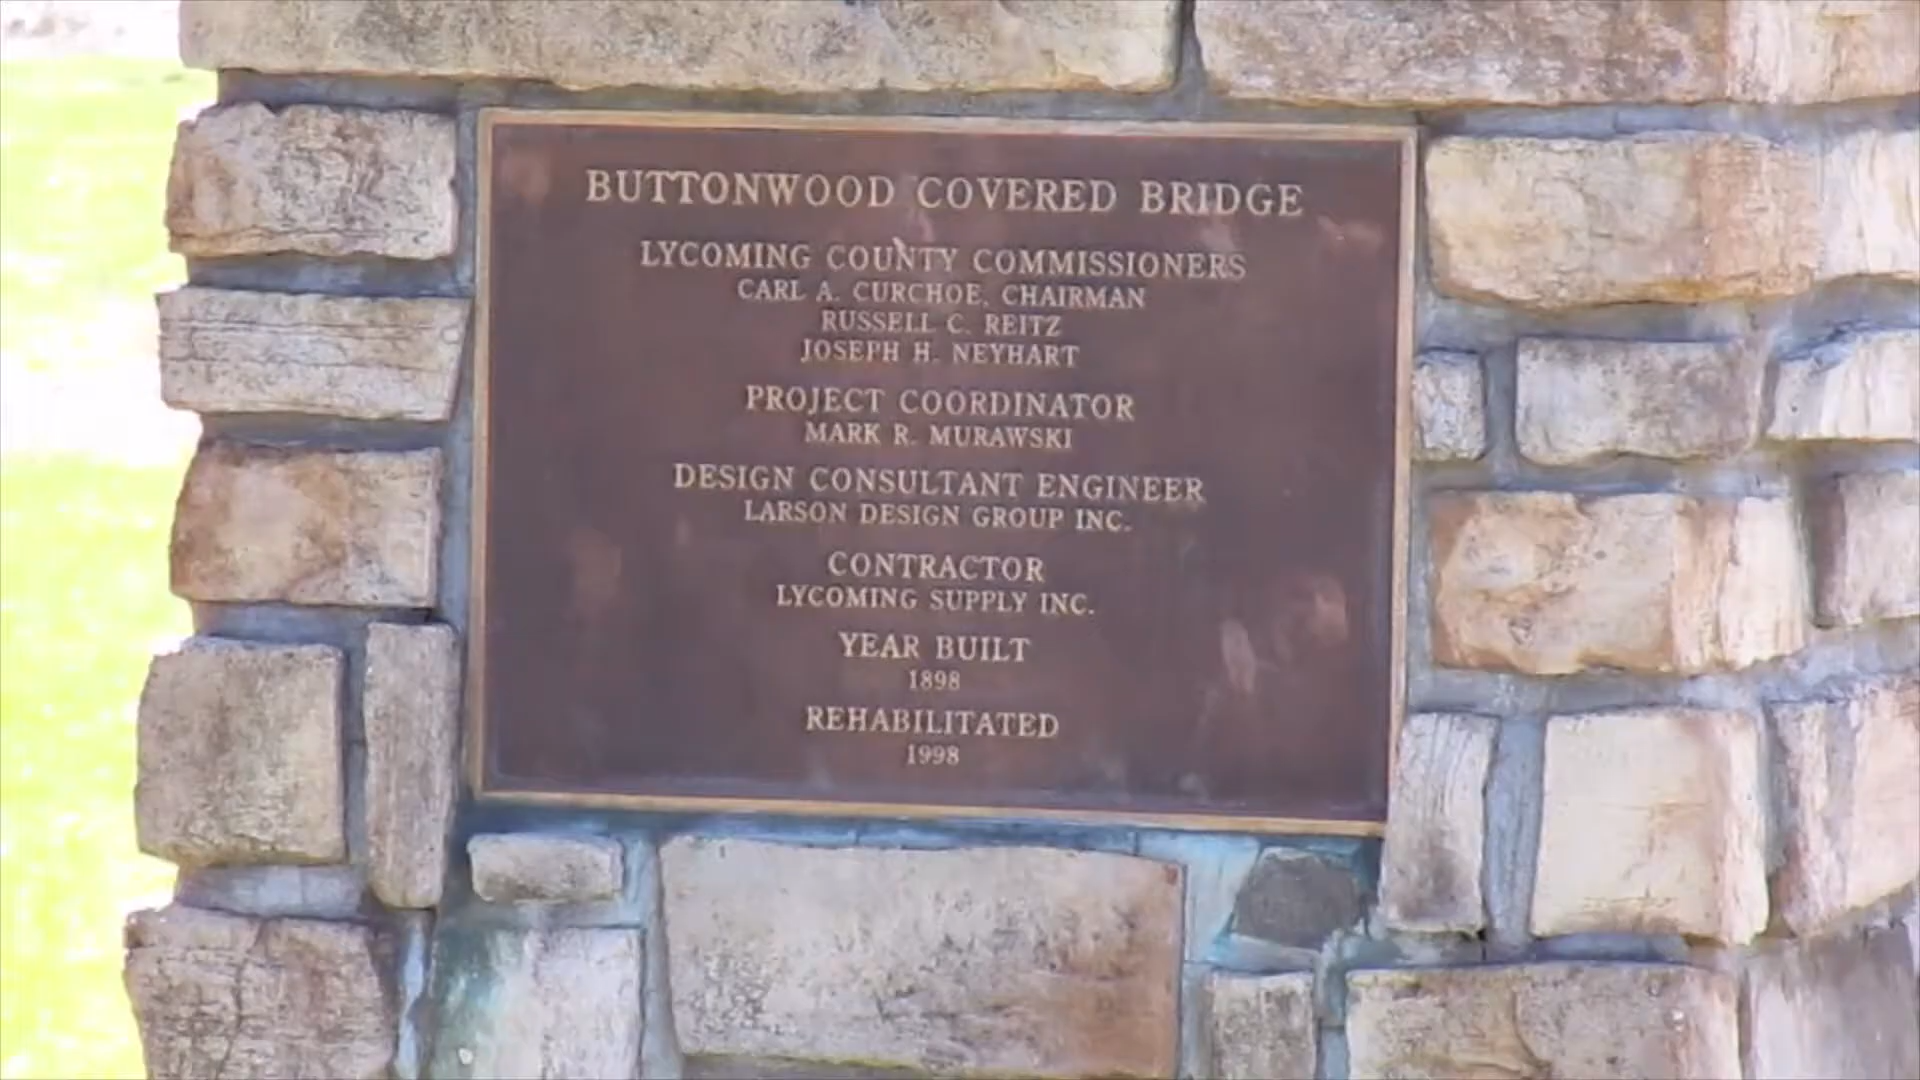 BUTTONWOOD COVERED BRIDGE
LYCOMING COUNTY COMMISSIONERS
CARL A. CURCHOE, CHAIRMAN
RUSSELL C. REITZ
JOSEPH H. NEYHART
PROJECT COORDINATOR
MARK R. MURAWSKI
DESIGN CONSULTANT ENGINEER
LARSON DESIGN GROUP INC.
CONTRACTOR
LYCOMING SUPPLY INC.
YEAR BUILT
1898
REHABILITATED
1998